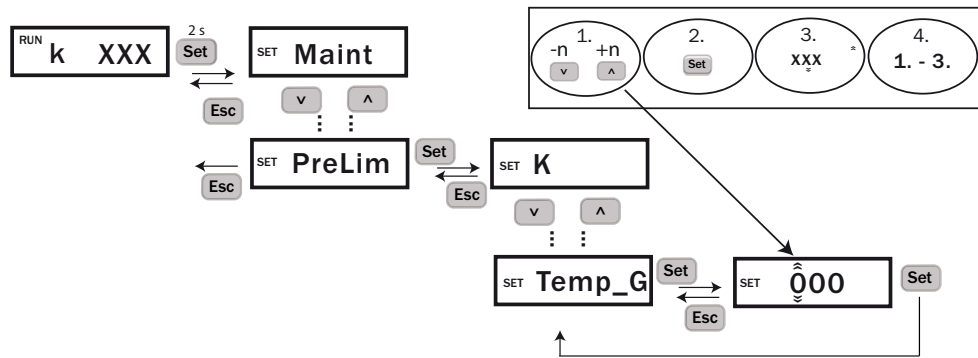 RUN k XXX
2 s
Set
Esc
SET Maint
v ^
Esc
SET PreLim
Set
Esc
SET K
v ^
SET Temp_G
Set
Esc
SET 000
Set
1.
-n +n
v ^
2.
Set
3.
xxx
4.
1. - 3.